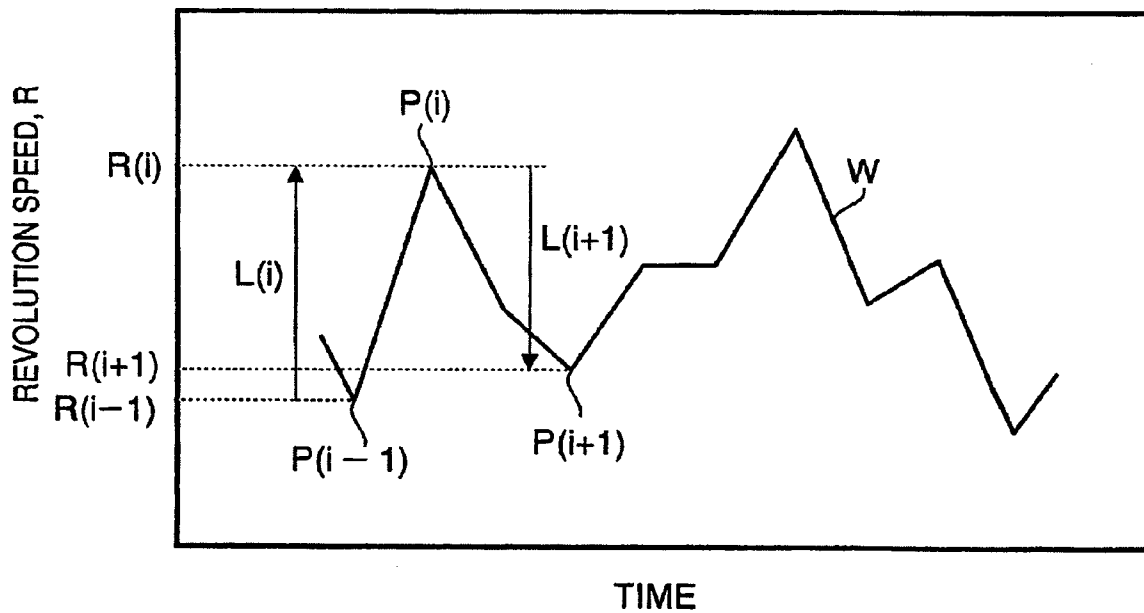 REVOLUTION SPEED, R
P(i)
R(i)
W
L(i+1)
L(i)
R(i+1)
R(i−1)
P(i+1)
P(i − 1)
TIME